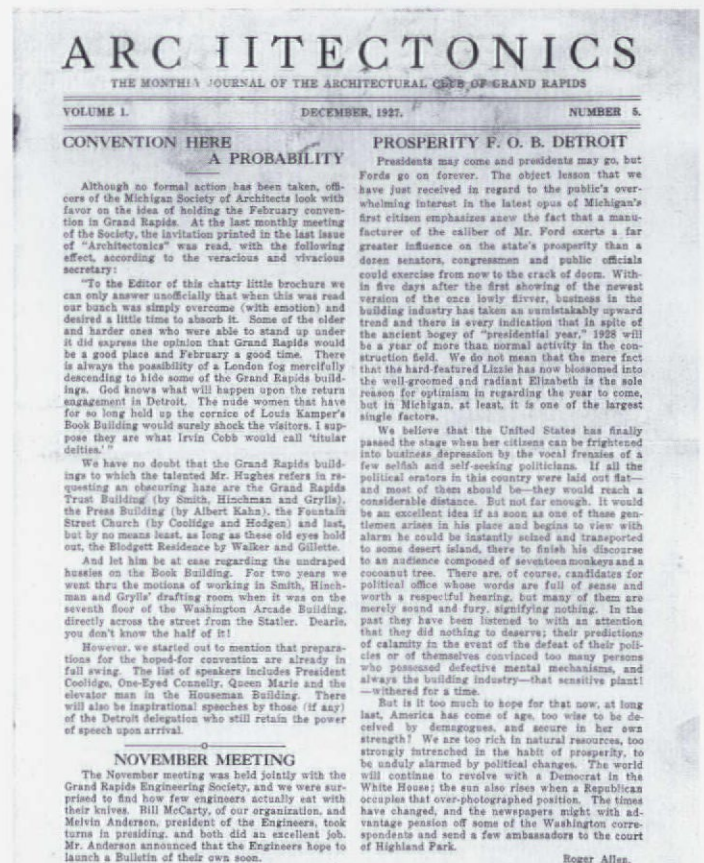 ARCHITECTONICS
THE MONTHLY JOURNAL OF THE ARCHITECTURAL CLUB OF GRAND RAPIDS
VOLUME 1. DECEMBER, 1927. NUMBER 5.
CONVENTION HERE
A PROBABILITY
Although no formal action has been taken, offi-
cers of the Michigan Society of Architects look with
favor on the idea of holding the February conven-
tion in Grand Rapids. At the last monthly meeting
of the Society, the invitation printed in the last issue
of "Architectonics" was read, with the following
effect, according to the veracious and vivacious
secretary:
"To the Editor of this chatty little brochure we
can only answer unofficially that when this was read
our bunch was simply overcome (with emotion) and
desired a little time to absorb it. Some of the elder
and harder ones who were able to stand up under
it did express the opinion that Grand Rapids would
be a good place and February a good time. There
is always the possibility of a London fog mercifully
descending to hide some of the Grand Rapids build-
ings. God knows what will happen upon the return
engagement in Detroit. The nude women that have
for so long held up the cornice of Louis Kamper's
Book Building would surely shock the visitors. I sup-
pose they are what Irvin Cobb would call 'titular
deities.' "
We have no doubt that the Grand Rapids build-
ings to which the talented Mr. Hughes refers in re-
questing an obscuring haze are the Grand Rapids
Trust Building (by Smith, Hinchman and Grylls),
the Press Building (by Albert Kahn), the Fountain
Street Church (by Coolidge and Hodgen) and last,
but by no means least, as long as these old eyes hold
out, the Blodgett Residence by Walker and Gillette.
And let him be at ease regarding the undraped
hussies on the Book Building. For two years we
went thru the motions of working in Smith, Hinch-
man and Grylls' drafting room when it was on the
seventh floor of the Washington Arcade Building,
directly across the street from the Statler. Dearie,
you don't know the half of it!
However, we started out to mention that prepara-
tions for the hoped-for convention are already in
full swing. The list of speakers includes President
Coolidge, One-Eyed Connelly, Queen Marie and the
elevator man in the Houseman Building. There
will also be inspirational speeches by those (if any)
of the Detroit delegation who still retain the power
of speech upon arrival.
NOVEMBER MEETING
The November meeting was held jointly with the
Grand Rapids Engineering Society, and we were sur-
prised to find how few engineers actually eat with
their knives. Bill McCarty, of our organization, and
Melvin Anderson, president of the Engineers, took
turns in presiding, and both did an excellent job.
Mr. Anderson announced that the Engineers hope to
launch a Bulletin of their own soon.
PROSPERITY F. O. B. DETROIT
Presidents may come and presidents may go, but
Fords go on forever. The object lesson that we
have just received in regard to the public's over-
whelming interest in the latest opus of Michigan's
first citizen emphasizes anew the fact that a manu-
facturer of the caliber of Mr. Ford exerts a far
greater influence on the state's prosperity than a
dozen senators, congressmen and public officials
could exercise from now to the crack of doom. With-
in five days after the first showing of the newest
version of the once lowly flivver, business in the
building industry has taken an unmistakably upward
trend and there is every indication that in spite of
the ancient bogey of "presidential year," 1928 will
be a year of more than normal activity in the con-
struction field. We do not mean that the mere fact
that the hard-featured Lizzie has now blossomed into
the well-groomed and radiant Elizabeth is the sole
reason for optimism in regarding the year to come,
but in Michigan, at least, it is one of the largest
single factors.
We believe that the United States has finally
passed the stage when her citizens can be frightened
into business depression by the vocal frenzies of a
few selfish and self-seeking politicians. If all the
political orators in this country were laid out flat—
and most of them should be—they would reach a
considerable distance. But not far enough. It would
be an excellent idea if as soon as one of these gen-
tlemen arises in his place and begins to view with
alarm he could be instantly seized and transported
to some desert island, there to finish his discourse
to an audience composed of seventeen monkeys and a
cocoanut tree. There are, of course, candidates for
political office whose words are full of sense and
worth a respectful hearing, but many of them are
merely sound and fury, signifying nothing. In the
past they have been listened to with an attention
that they did nothing to deserve; their predictions
of calamity in the event of the defeat of their poli-
cies or of themselves convinced too many persons
who possessed defective mental mechanisms, and
always the building industry—that sensitive plant!
—withered for a time.
But is it too much to hope for that now, at long
last, America has come of age, too wise to be de-
ceived by demagogues, and secure in her own
strength? We are too rich in natural resources, too
strongly intrenched in the habit of prosperity, to
be unduly alarmed by political changes. The world
will continue to revolve with a Democrat in the
White House; the sun also rises when a Republican
occupies that over-photographed position. The times
have changed, and the newspapers might with ad-
vantage pension off some of the Washington corre-
spondents and send a few ambassadors to the court
of Highland Park.
Roger Allen.